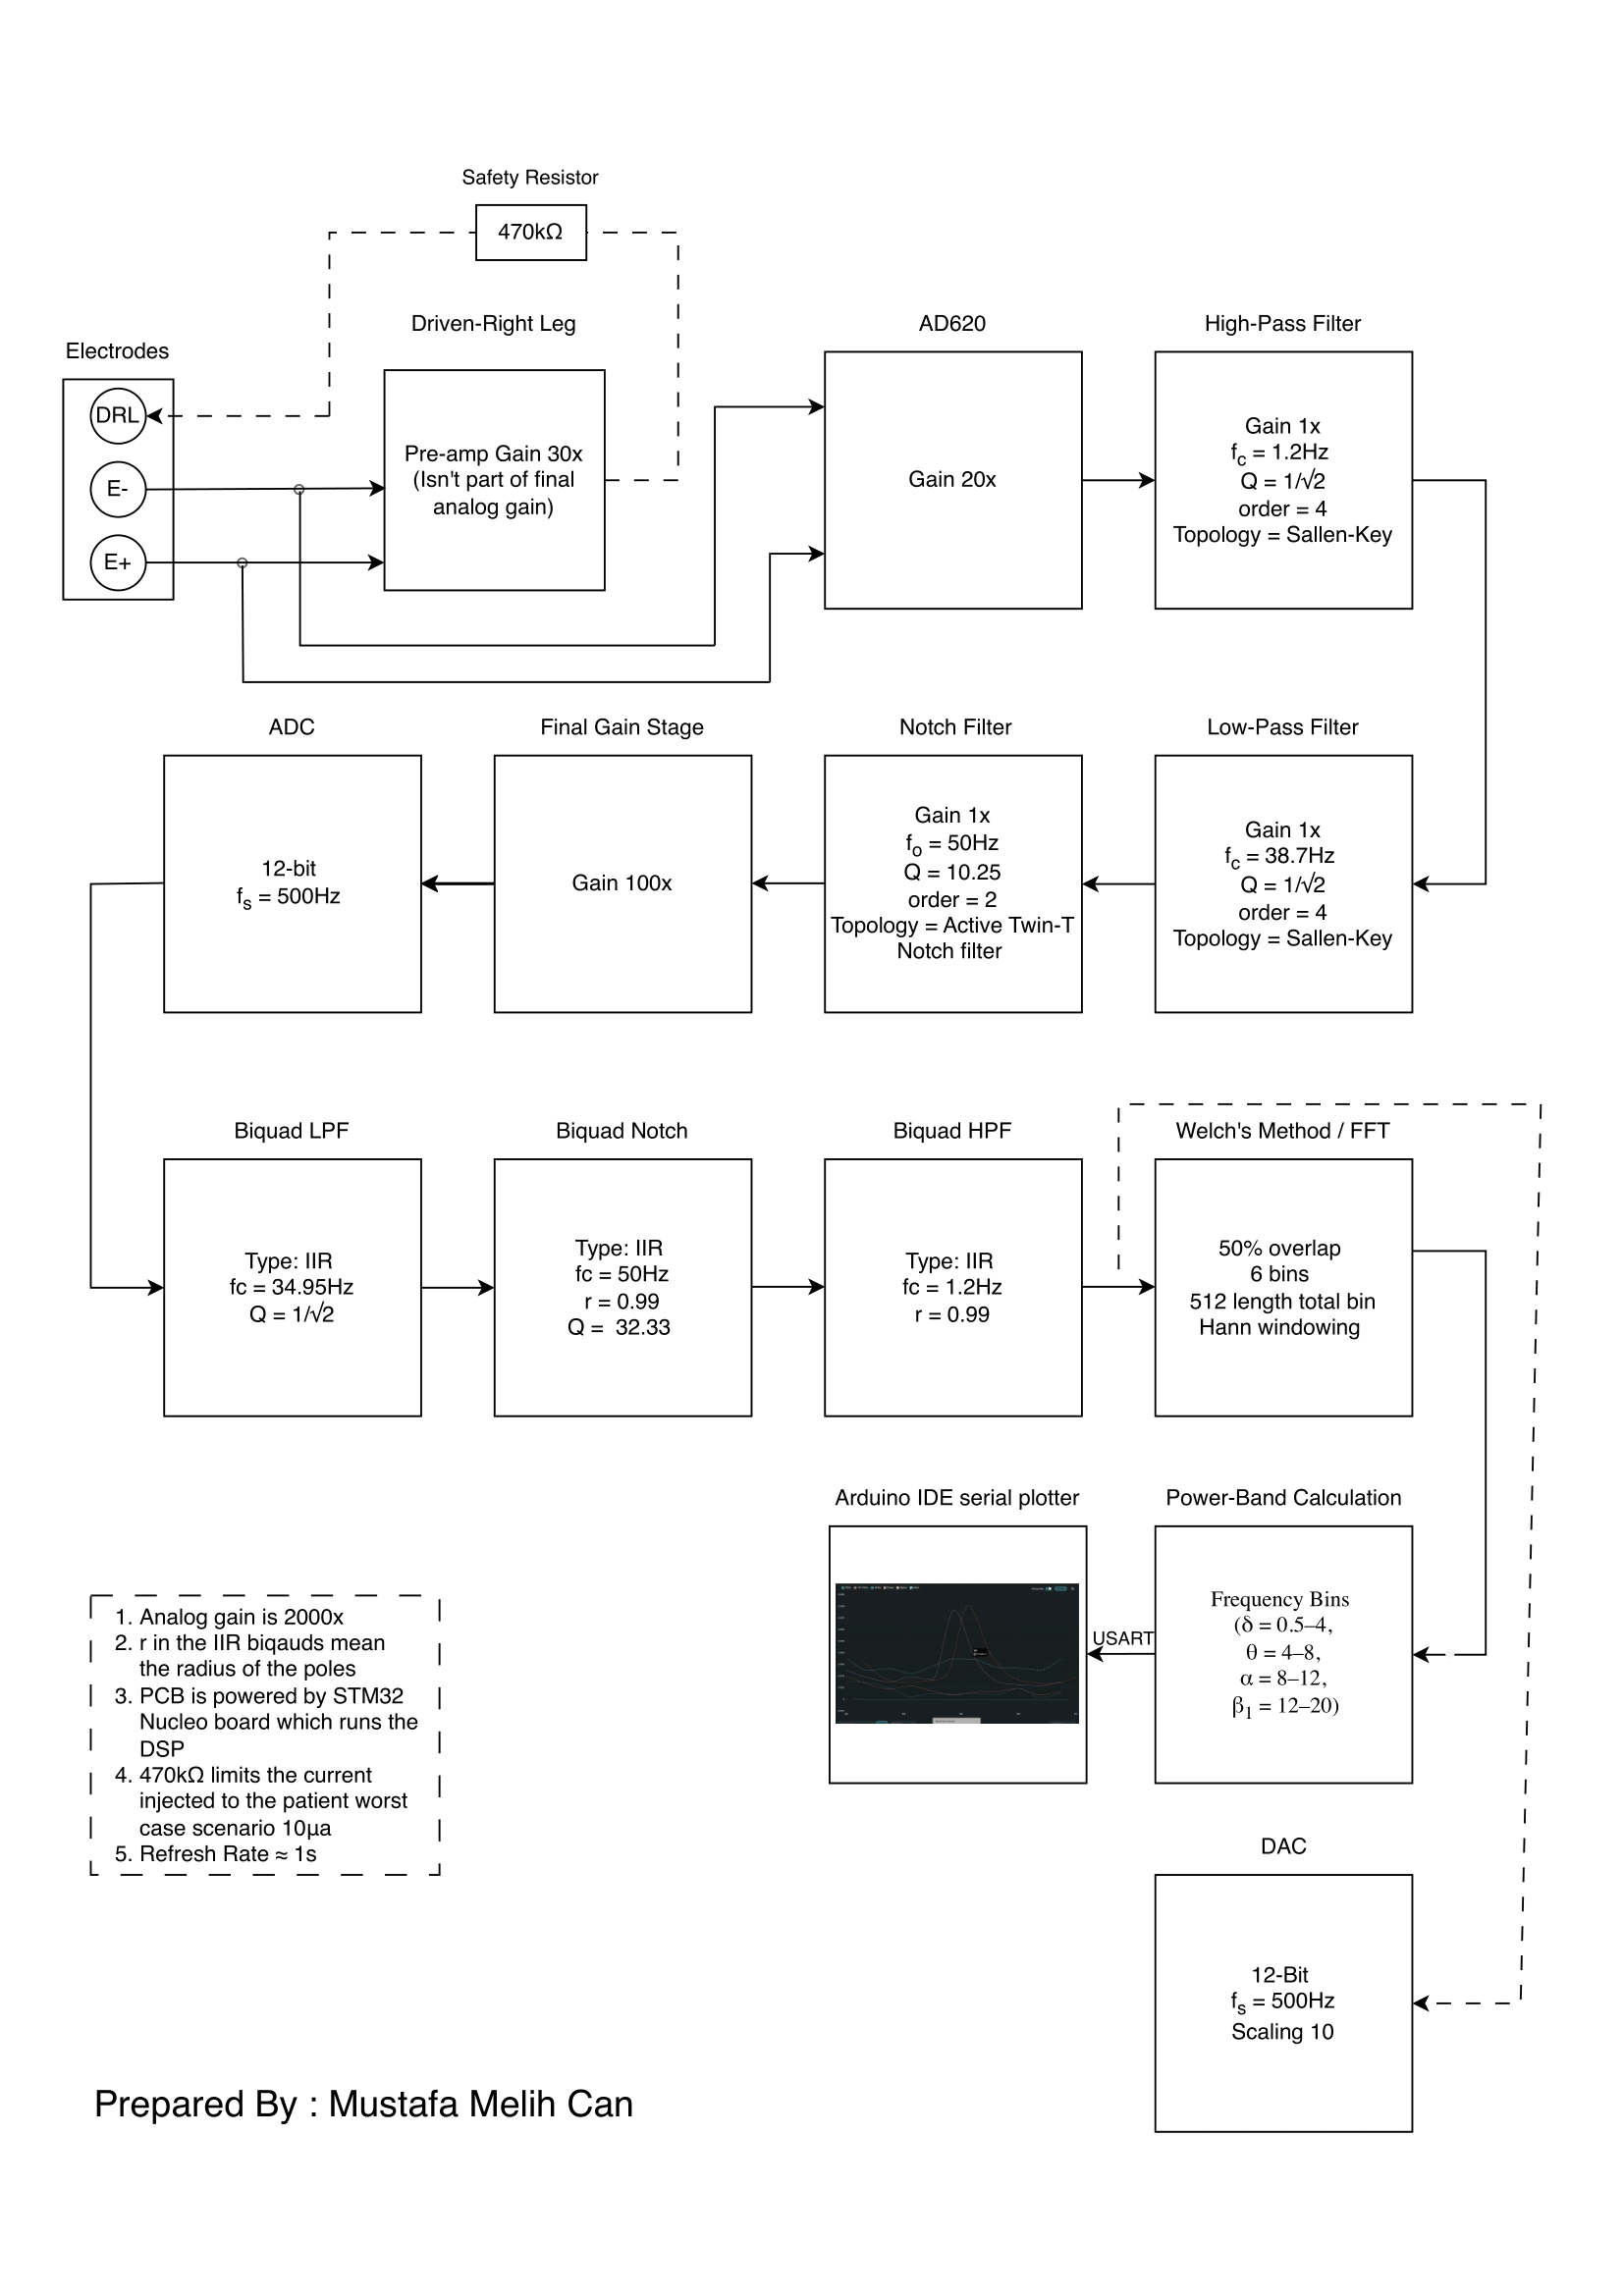 Safety Resistor
470kΩ
Driven-Right Leg
Pre-amp Gain 30x
(Isn't part of final
analog gain)
Electrodes
DRL
E-
E+
AD620
Gain 20x
High-Pass Filter
Gain 1x
fc = 1.2Hz
Q = 1/√2
order = 4
Topology = Sallen-Key
ADC
12-bit
fs = 500Hz
Final Gain Stage
Gain 100x
Notch Filter
Gain 1x
fo = 50Hz
Q = 10.25
order = 2
Topology = Active Twin-T
Notch filter
Low-Pass Filter
Gain 1x
fc = 38.7Hz
Q = 1/√2
order = 4
Topology = Sallen-Key
Biquad LPF
Type: IIR
fc = 34.95Hz
Q = 1/√2
Biquad Notch
Type: IIR
fc = 50Hz
r = 0.99
Q = 32.33
Biquad HPF
Type: IIR
fc = 1.2Hz
r = 0.99
Welch's Method / FFT
50% overlap
6 bins
512 length total bin
Hann windowing
Arduino IDE serial plotter
USART
Power-Band Calculation
Frequency Bins
(δ = 0.5–4,
θ = 4–8,
α = 8–12,
β1 = 12–20)
1. Analog gain is 2000x
2. r in the IIR biqauds mean
the radius of the poles
3. PCB is powered by STM32
Nucleo board which runs the
DSP
4. 470kΩ limits the current
injected to the patient worst
case scenario 10µa
5. Refresh Rate ≈ 1s
DAC
12-Bit
fs = 500Hz
Scaling 10
Prepared By : Mustafa Melih Can